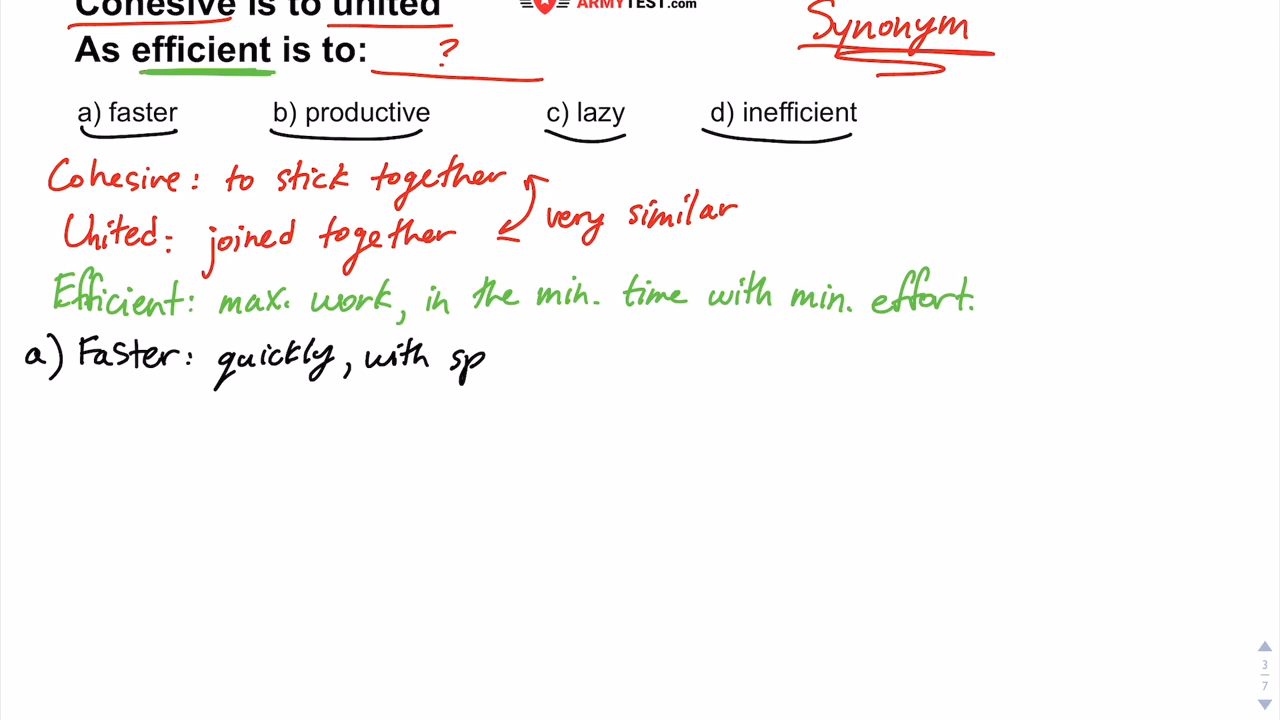 Cohesive is to united
ARMYTEST.com
Synonym
As efficient is to: ?
a) faster b) productive c) lazy d) inefficient
Cohesive: to stick together
very similar
United: joined together
Efficient: max. work, in the min. time with min. effort.
a) Faster: quickly, with sp
3
7